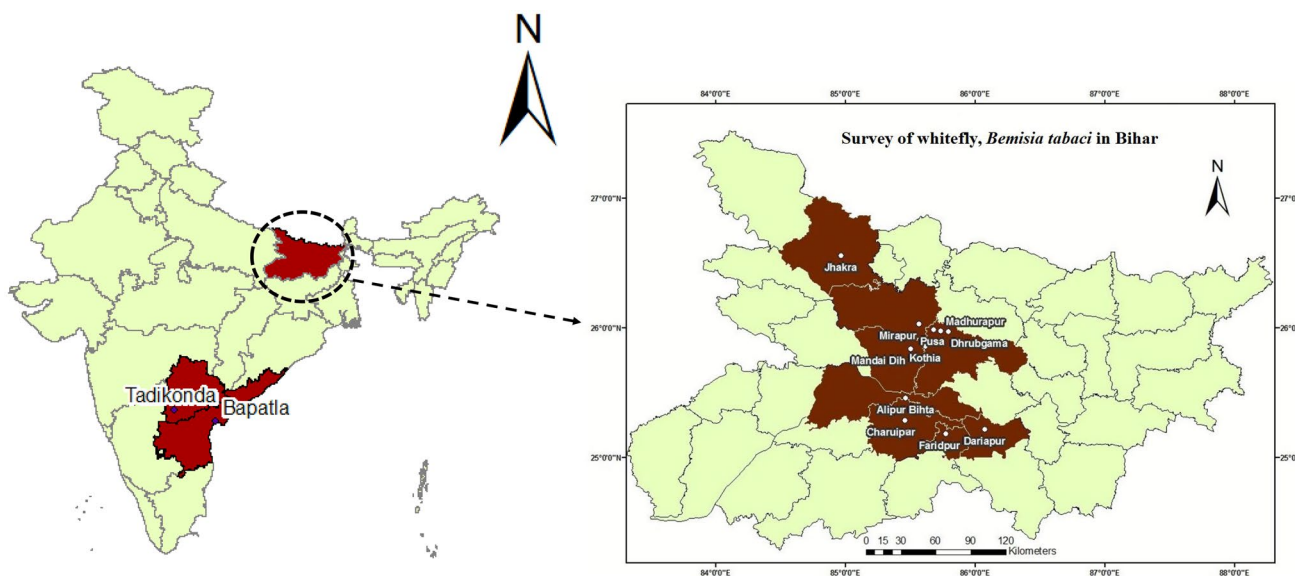 N
Tadikonda
Bapatla
84°0'0"E 85°0'0"E 86°0'0"E 87°0'0"E 88°0'0"E
Survey of whitefly, Bemisia tabaci in Bihar
N
27°0'0"N
27°0'0"N
Jhakra
26°0'0"N
26°0'0"N
Madhurapur
Mirapur
Pusa
Dhrubgama
Mandai Dih
Kothia
Alipur Bihta
Charuipar
Faridpur
Dariapur
25°0'0"N
25°0'0"N
0 15 30 60 90 120
Kilometers
84°0'0"E 85°0'0"E 86°0'0"E 87°0'0"E 88°0'0"E